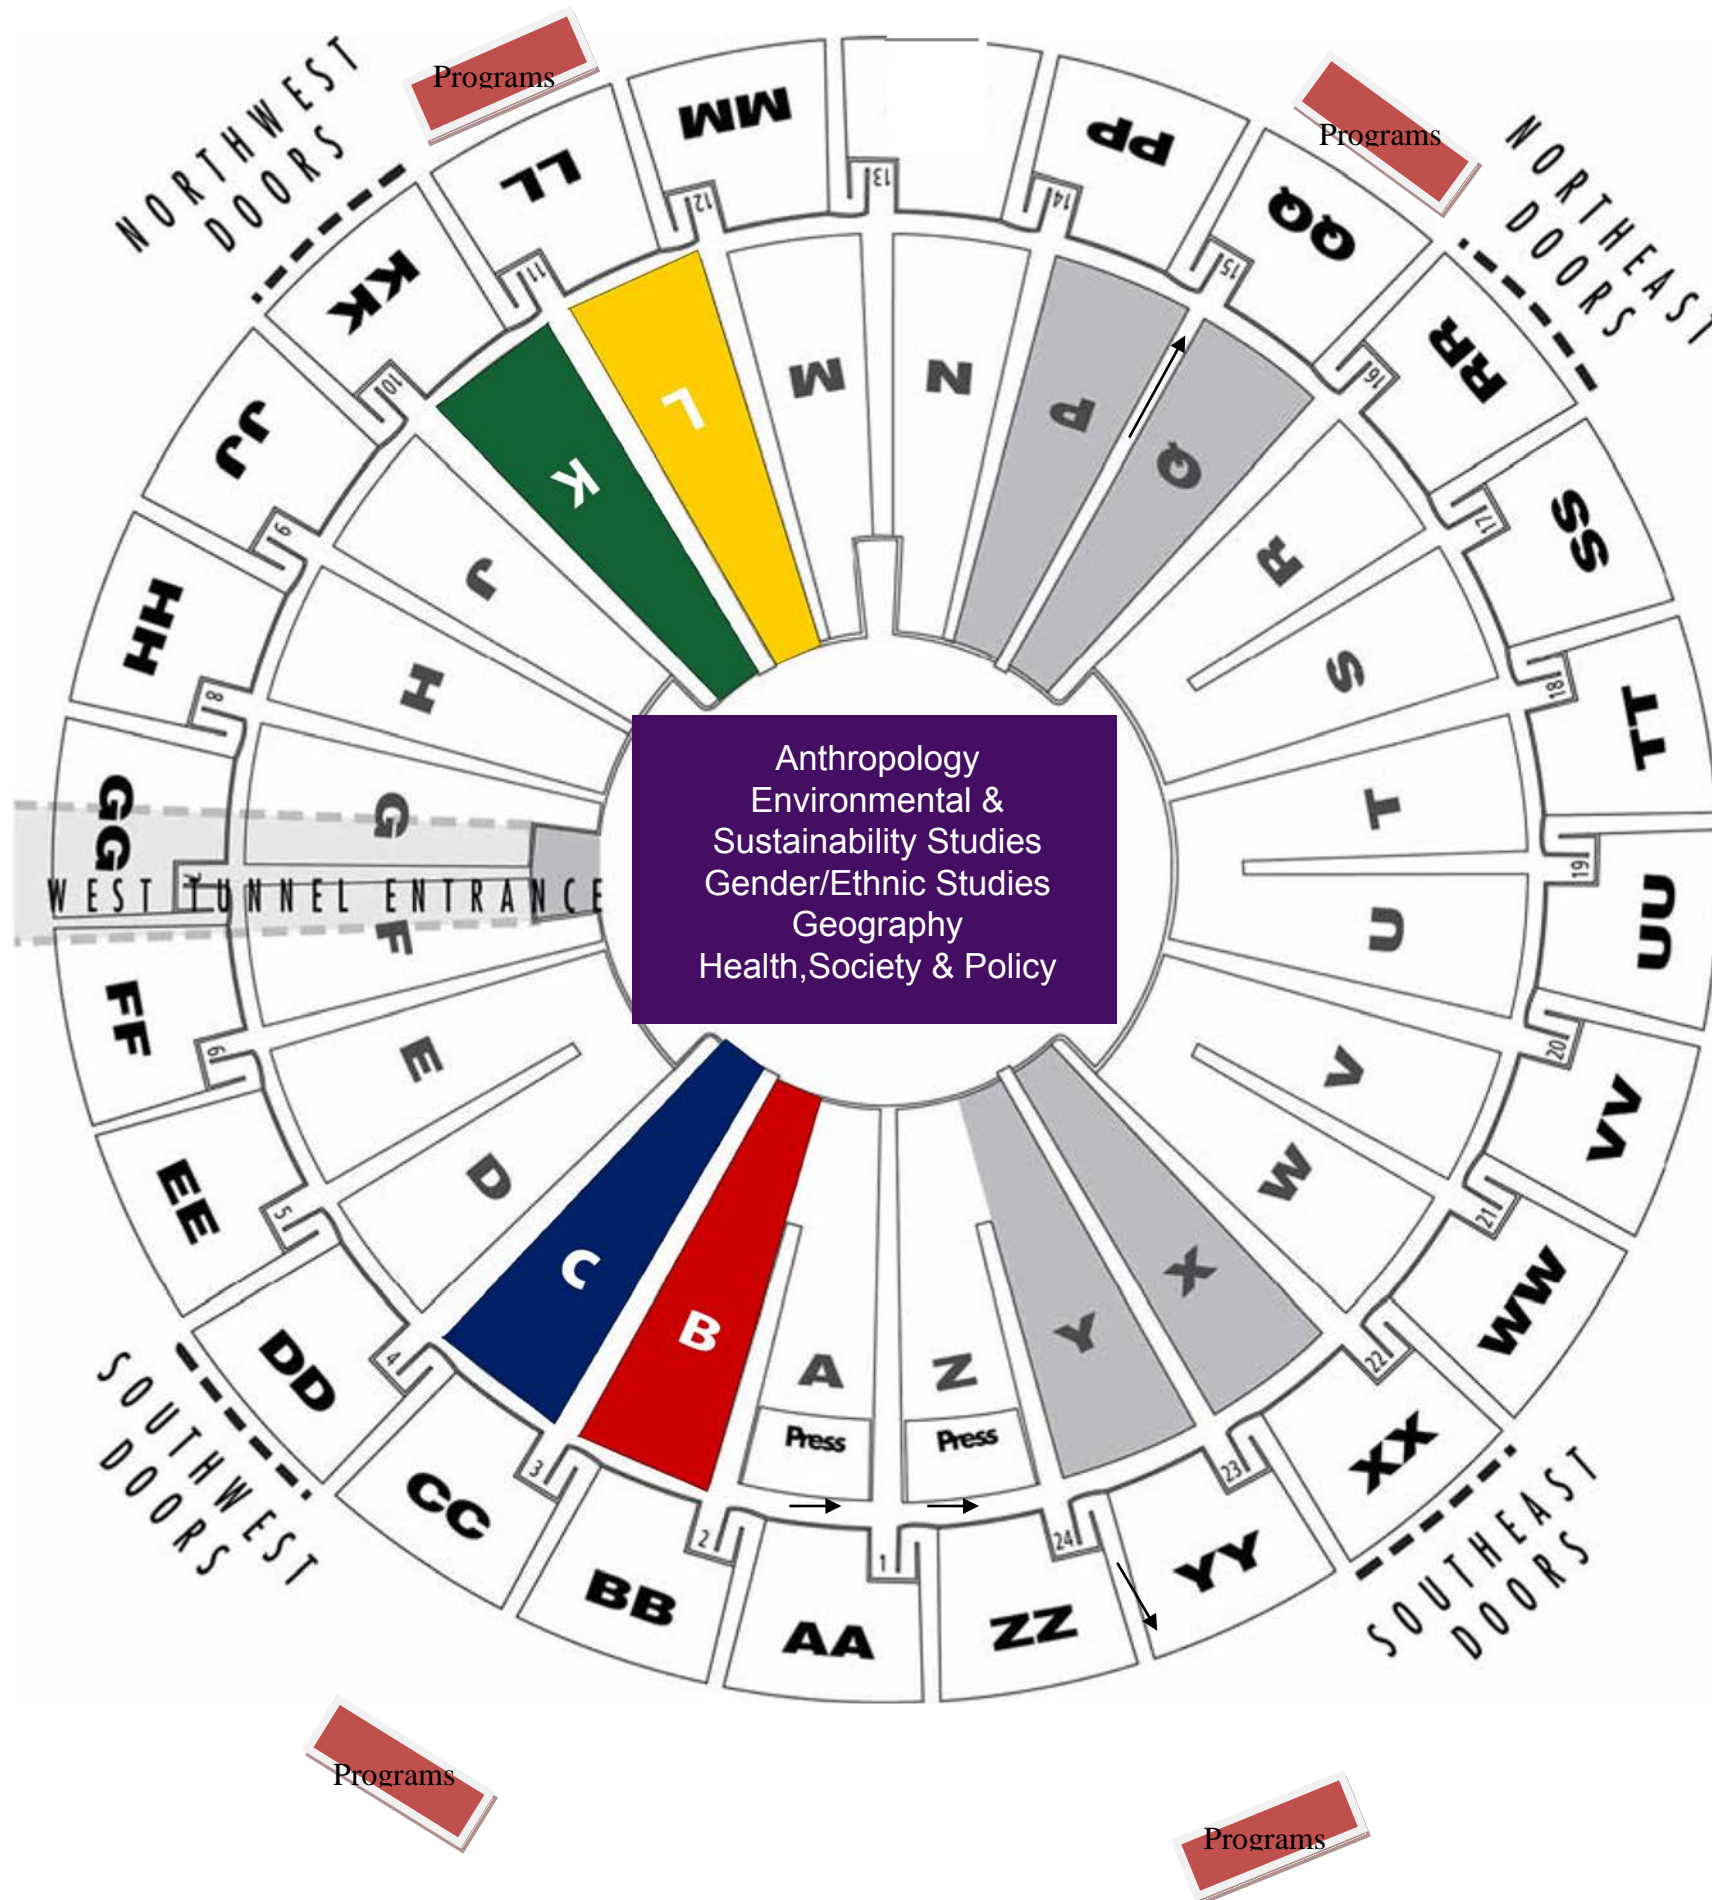 Programs
Programs
NORTHWEST
DOORS
NORTHEAST
DOORS
LL
MM
PP
QQ
KK
RR
JJ
SS
HH
TT
GG
UU
FF
VV
EE
WW
DD
XX
CC
YY
BB
AA
ZZ
12
13
14
11
15
10
16
9
17
8
18
7
19
6
20
5
21
4
22
3
23
2
1
24
K
L
M
N
P
Q
J
R
H
S
G
T
F
U
E
V
D
W
C
B
A
Z
Y
X
Press
Press
WEST TUNNEL ENTRANCE
Anthropology
Environmental &
Sustainability Studies
Gender/Ethnic Studies
Geography
Health,Society & Policy
SOUTHWEST
DOORS
SOUTHEAST
DOORS
Programs
Programs